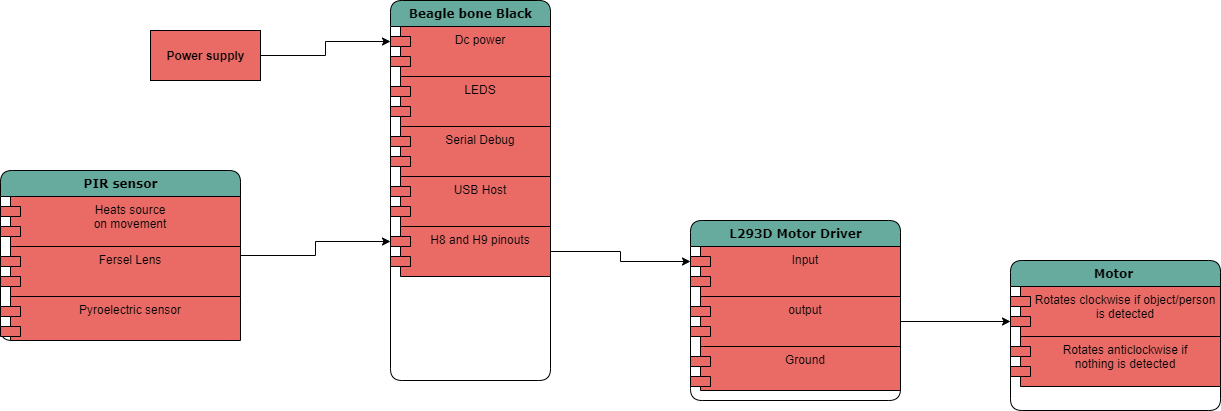 Beagle bone Black
Dc power
LEDS
Serial Debug
USB Host
H8 and H9 pinouts
Power supply
PIR sensor
Heats source
on movement
Fersel Lens
Pyroelectric sensor
L293D Motor Driver
Input
output
Ground
Motor
Rotates clockwise if object/person
is detected
Rotates anticlockwise if
nothing is detected